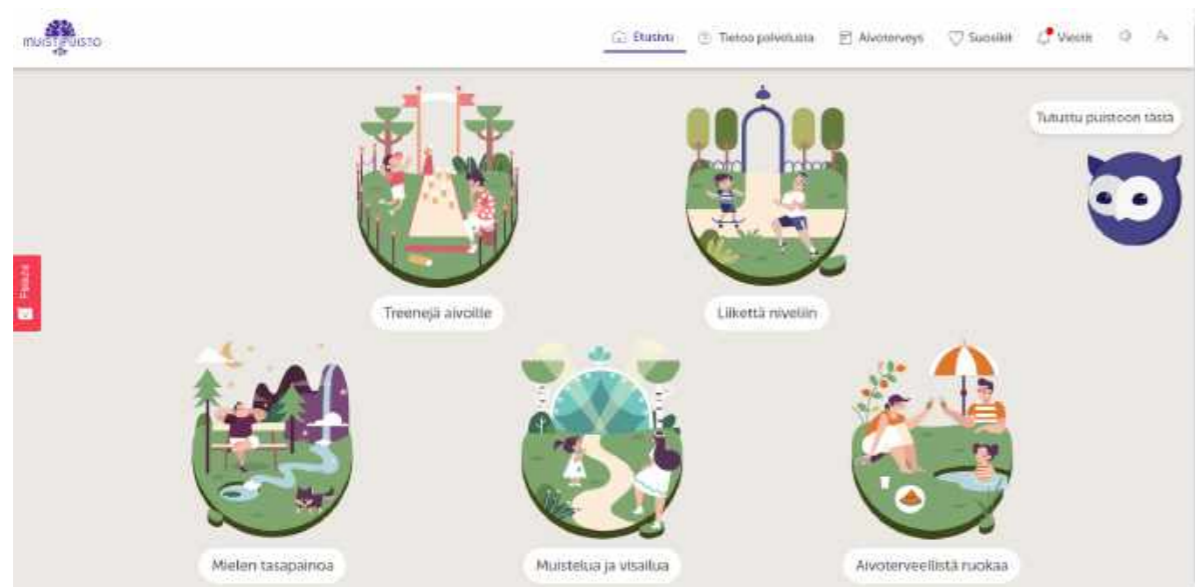 MUISTIPUISTO
Etusivu
Tietoa palvelusta
Aivoterveys
Suosikit
Viestit
Tutustu puistoon tästä
Treenejä aivoille
Liikettä niveliin
Mielen tasapainoa
Muistelua ja visailua
Aivoterveellistä ruokaa